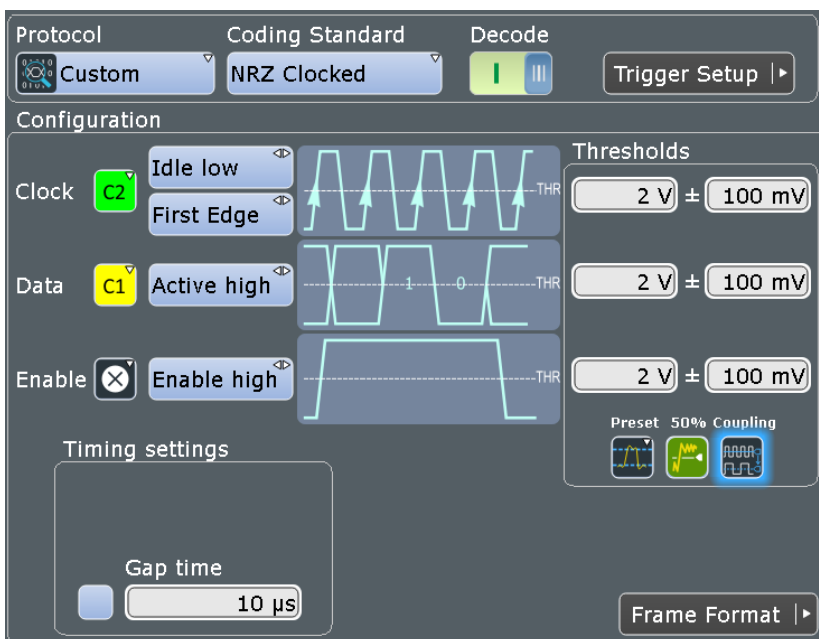 Protocol Coding Standard Decode
Custom NRZ Clocked Trigger Setup
Configuration
Thresholds
Clock C2 Idle low THR 2 V ± 100 mV
First Edge
Data C1 Active high 1 0 THR 2 V ± 100 mV
Enable Enable high THR 2 V ± 100 mV
Preset 50% Coupling
Timing settings
Gap time
10 µs
Frame Format